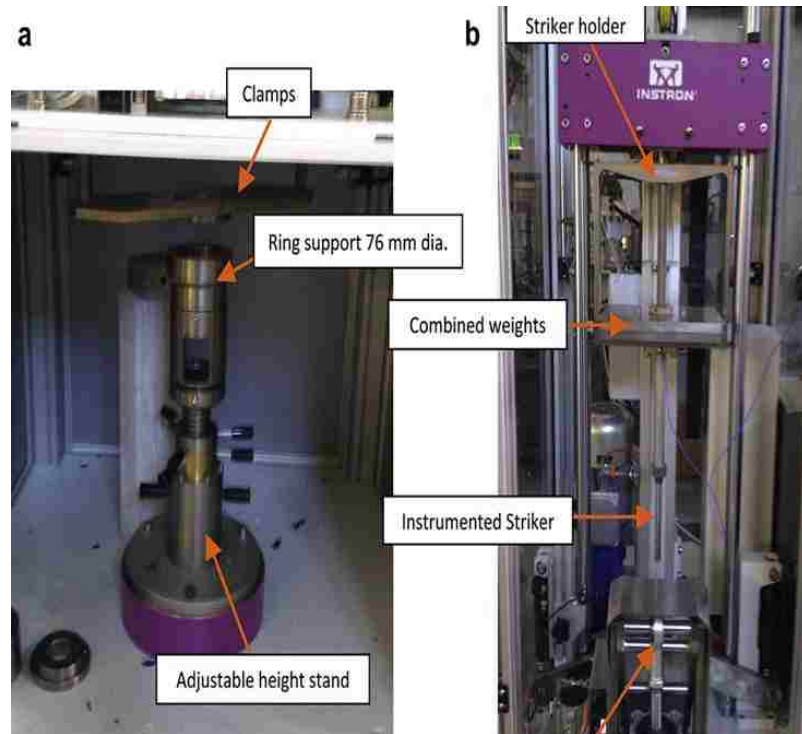 a
Clamps
Ring support 76 mm dia.
Adjustable height stand
b
Striker holder
INSTRON
Combined weights
Instrumented Striker